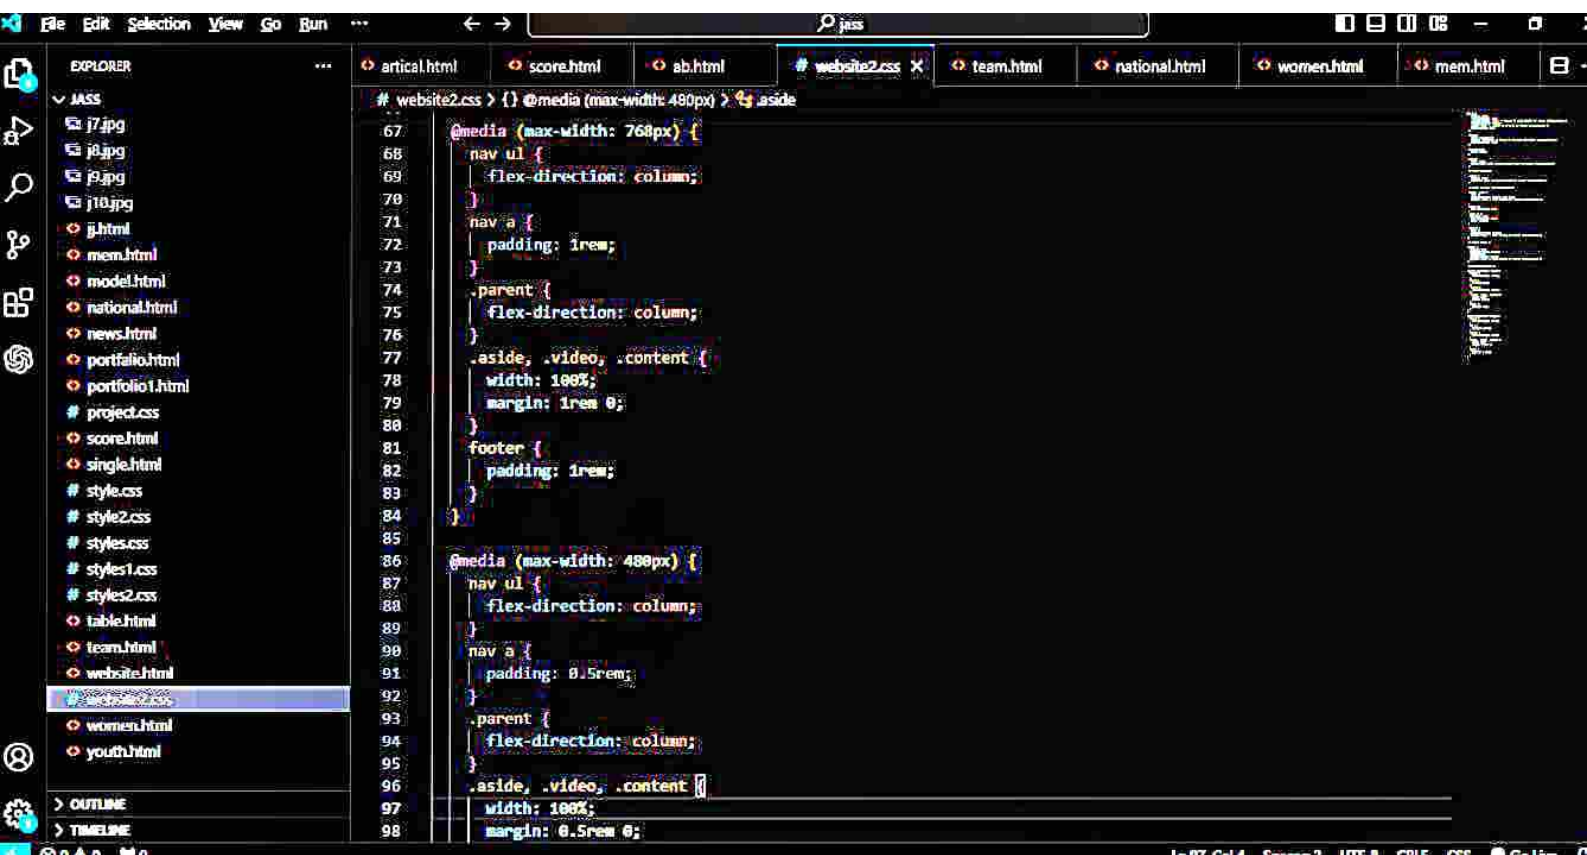 File Edit Selection View Go Run ···
jass
EXPLORER ···
JASS
j7.jpg
j8.jpg
j9.jpg
j10.jpg
jj.html
mem.html
model.html
national.html
news.html
portfalio.html
portfolio1.html
project.css
score.html
single.html
style.css
style2.css
styles.css
styles1.css
styles2.css
table.html
team.html
website.html
website2.css
women.html
youth.html
OUTLINE
TIMELINE
artical.html score.html ab.html # website2.css team.html national.html women.html mem.html
# website2.css > {} @media (max-width: 480px) > .aside
67 @media (max-width: 768px) {
68 nav ul {
69 flex-direction: column;
70 }
71 nav a {
72 padding: 1rem;
73 }
74 .parent {
75 flex-direction: column;
76 }
77 .aside, .video, .content {
78 width: 100%;
79 margin: 1rem 0;
80 }
81 footer {
82 padding: 1rem;
83 }
84 }
85
86 @media (max-width: 480px) {
87 nav ul {
88 flex-direction: column;
89 }
90 nav a {
91 padding: 0.5rem;
92 }
93 .parent {
94 flex-direction: column;
95 }
96 .aside, .video, .content {
97 width: 100%;
98 margin: 0.5rem 0;